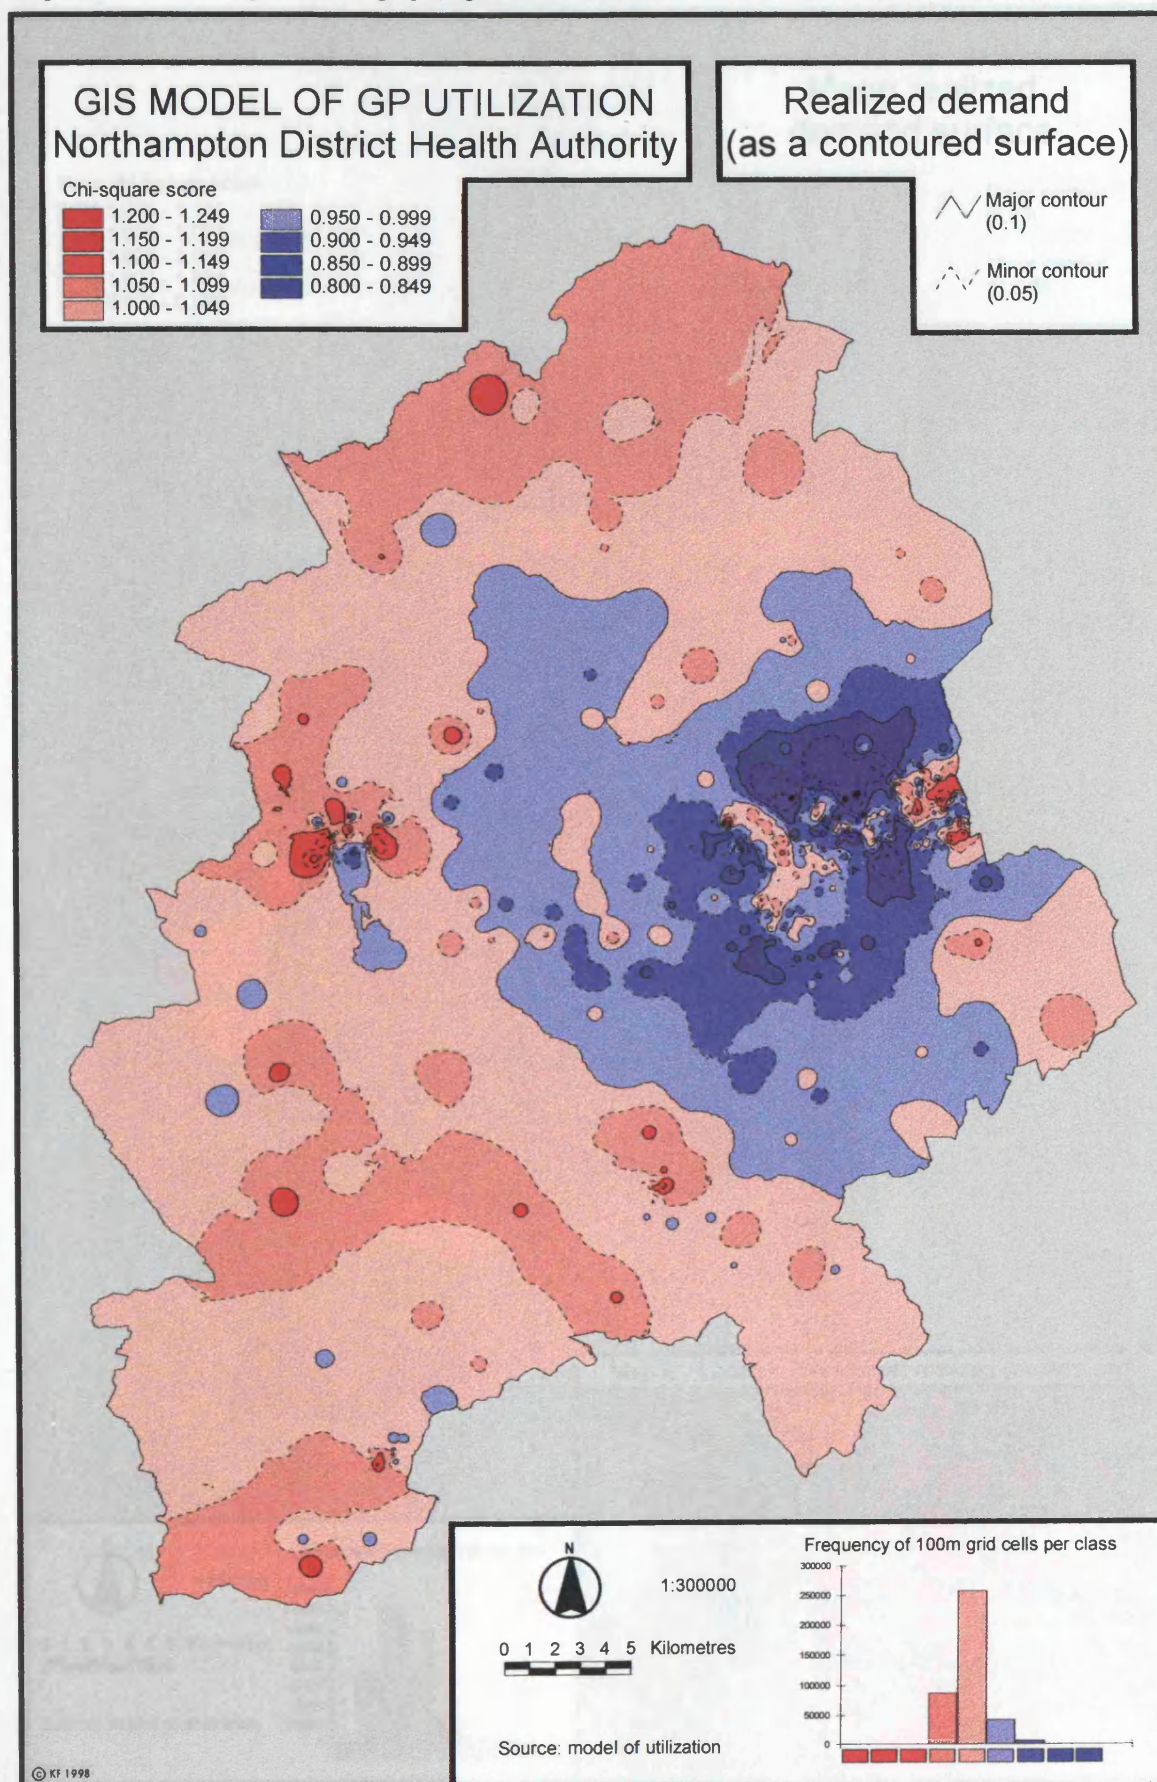 GIS MODEL OF GP UTILIZATION
Northampton District Health Authority
Chi-square score
1.200 - 1.249
1.150 - 1.199
1.100 - 1.149
1.050 - 1.099
1.000 - 1.049
0.950 - 0.999
0.900 - 0.949
0.850 - 0.899
0.800 - 0.849
Realized demand
(as a contoured surface)
Major contour
(0.1)
Minor contour
(0.05)
N
1:300000
0 1 2 3 4 5 Kilometres
Source: model of utilization
Frequency of 100m grid cells per class
300000
250000
200000
150000
100000
50000
0
© KF 1998